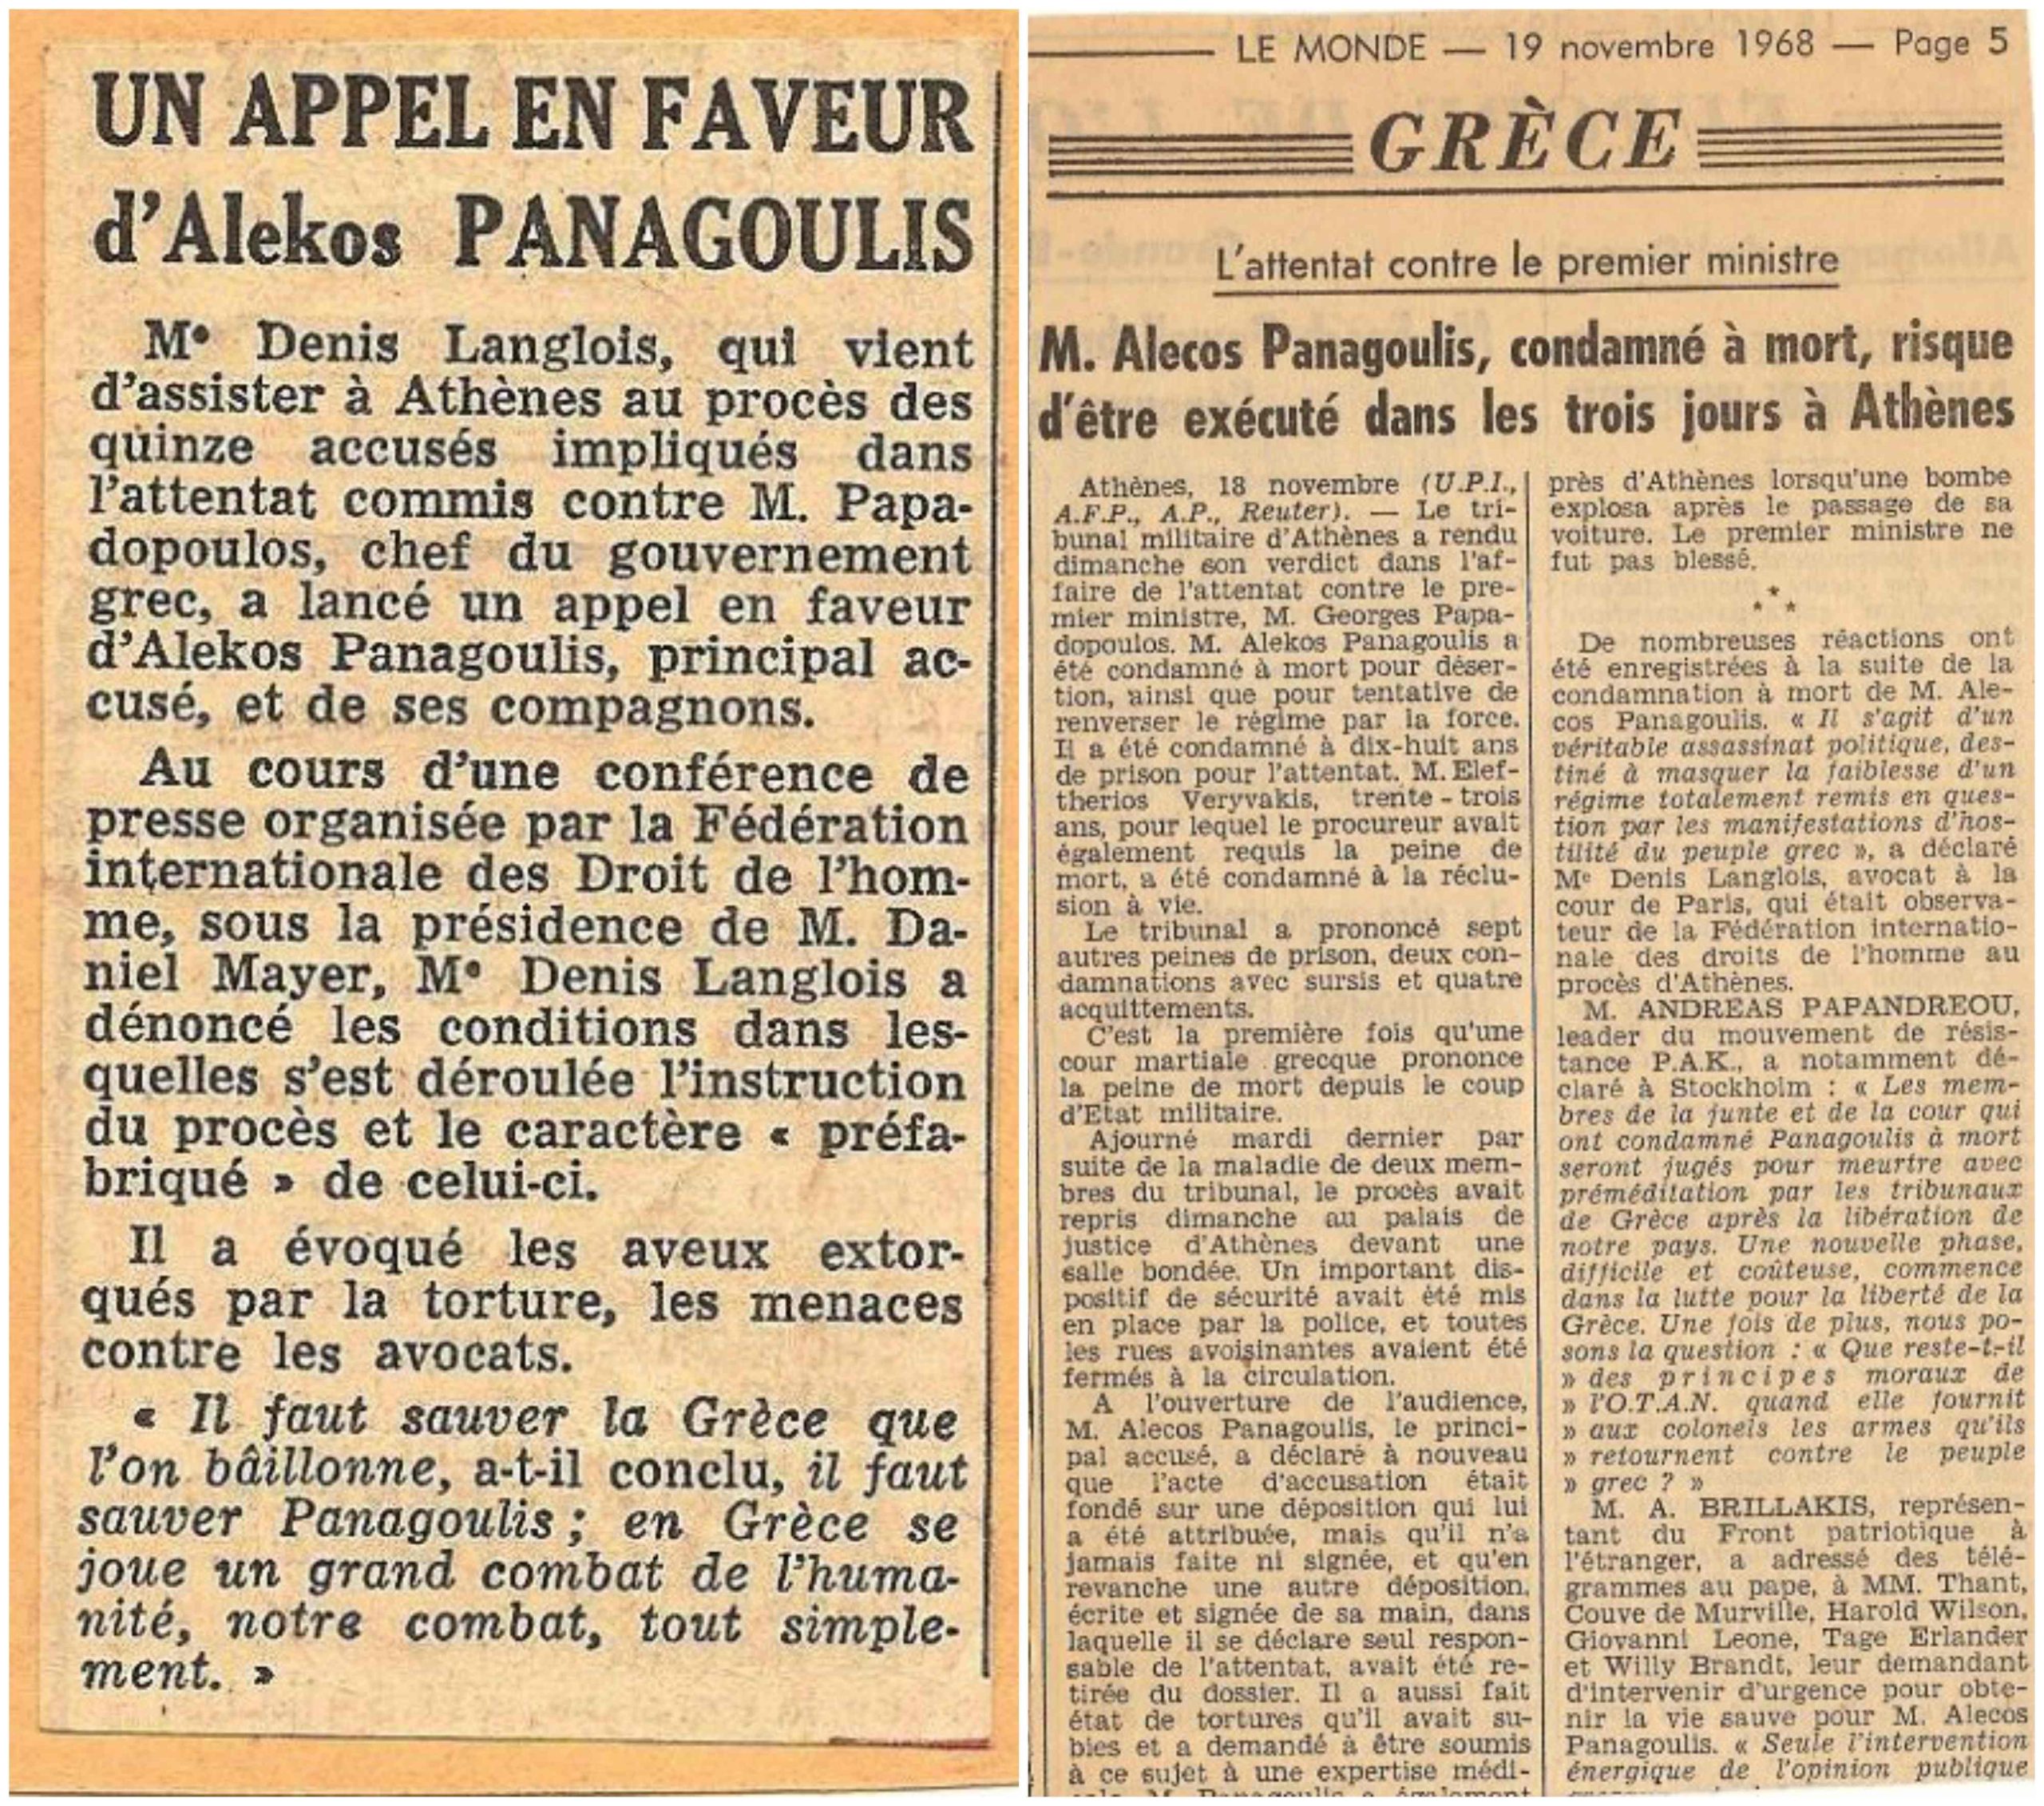 UN APPEL EN FAVEUR
d'Alekos PANAGOULIS
Me Denis Langlois, qui vient
d'assister à Athènes au procès des
quinze accusés impliqués dans
l'attentat commis contre M. Papa-
dopoulos, chef du gouvernement
grec, a lancé un appel en faveur
d'Alekos Panagoulis, principal ac-
cusé, et de ses compagnons.
Au cours d'une conférence de
presse organisée par la Fédération
internationale des Droit de l'hom-
me, sous la présidence de M. Da-
niel Mayer, Me Denis Langlois a
dénoncé les conditions dans les-
quelles s'est déroulée l'instruction
du procès et le caractère « préfa-
briqué » de celui-ci.
Il a évoqué les aveux extor-
qués par la torture, les menaces
contre les avocats.
« Il faut sauver la Grèce que
l'on bâillonne, a-t-il conclu, il faut
sauver Panagoulis ; en Grèce se
joue un grand combat de l'huma-
nité, notre combat, tout simple-
ment. »
LE MONDE — 19 novembre 1968 — Page 5
GRÈCE
L'attentat contre le premier ministre
M. Alecos Panagoulis, condamné à mort, risque
d'être exécuté dans les trois jours à Athènes
Athènes, 18 novembre (U.P.I.,
A.F.P., A.P., Reuter). — Le tri-
bunal militaire d'Athènes a rendu
dimanche son verdict dans l'af-
faire de l'attentat contre le pre-
mier ministre, M. Georges Papa-
dopoulos. M. Alekos Panagoulis a
été condamné à mort pour déser-
tion, ainsi que pour tentative de
renverser le régime par la force.
Il a été condamné à dix-huit ans
de prison pour l'attentat. M. Elef-
therios Veryvakis, trente-trois
ans, pour lequel le procureur avait
également requis la peine de
mort, a été condamné à la réclu-
sion à vie.
Le tribunal a prononcé sept
autres peines de prison, deux con-
damnations avec sursis et quatre
acquittements.
C'est la première fois qu'une
cour martiale grecque prononce
la peine de mort depuis le coup
d'Etat militaire.
Ajourné mardi dernier par
suite de la maladie de deux mem-
bres du tribunal, le procès avait
repris dimanche au palais de
justice d'Athènes devant une
salle bondée. Un important dis-
positif de sécurité avait été mis
en place par la police, et toutes
les rues avoisinantes avaient été
fermés à la circulation.
A l'ouverture de l'audience,
M. Alecos Panagoulis, le princi-
pal accusé, a déclaré à nouveau
que l'acte d'accusation était
fondé sur une déposition qui lui
a été attribuée, mais qu'il n'a
jamais faite ni signée, et qu'en
revanche une autre déposition,
écrite et signée de sa main, dans
laquelle il se déclare seul respon-
sable de l'attentat, avait été re-
tirée du dossier. Il a aussi fait
état de tortures qu'il avait su-
bies et a demandé à être soumis
à ce sujet à une expertise médi-
cale. M. Panagoulis a également
près d'Athènes lorsqu'une bombe
explosa après le passage de sa
voiture. Le premier ministre ne
fut pas blessé.
* * *
De nombreuses réactions ont
été enregistrées à la suite de la
condamnation à mort de M. Ale-
cos Panagoulis. « Il s'agit d'un
véritable assassinat politique, des-
tiné à masquer la faiblesse d'un
régime totalement remis en ques-
tion par les manifestations d'hos-
tilité du peuple grec », a déclaré
Me Denis Langlois, avocat à la
cour de Paris, qui était observa-
teur de la Fédération internatio-
nale des droits de l'homme au
procès d'Athènes.
M. ANDREAS PAPANDREOU,
leader du mouvement de résis-
tance P.A.K., a notamment dé-
claré à Stockholm : « Les mem-
bres de la junte et de la cour qui
ont condamné Panagoulis à mort
seront jugés pour meurtre avec
préméditation par les tribunaux
de Grèce après la libération de
notre pays. Une nouvelle phase,
difficile et coûteuse, commence
dans la lutte pour la liberté de la
Grèce. Une fois de plus, nous po-
sons la question : « Que reste-t-il
» des principes moraux de
» l'O.T.A.N. quand elle fournit
» aux colonels les armes qu'ils
» retournent contre le peuple
» grec ? »
M. A. BRILLAKIS, représen-
tant du Front patriotique à
l'étranger, a adressé des télé-
grammes au pape, à MM. Thant,
Couve de Murville, Harold Wilson,
Giovanni Leone, Tage Erlander
et Willy Brandt, leur demandant
d'intervenir d'urgence pour obte-
nir la vie sauve pour M. Alecos
Panagoulis. « Seule l'intervention
énergique de l'opinion publique